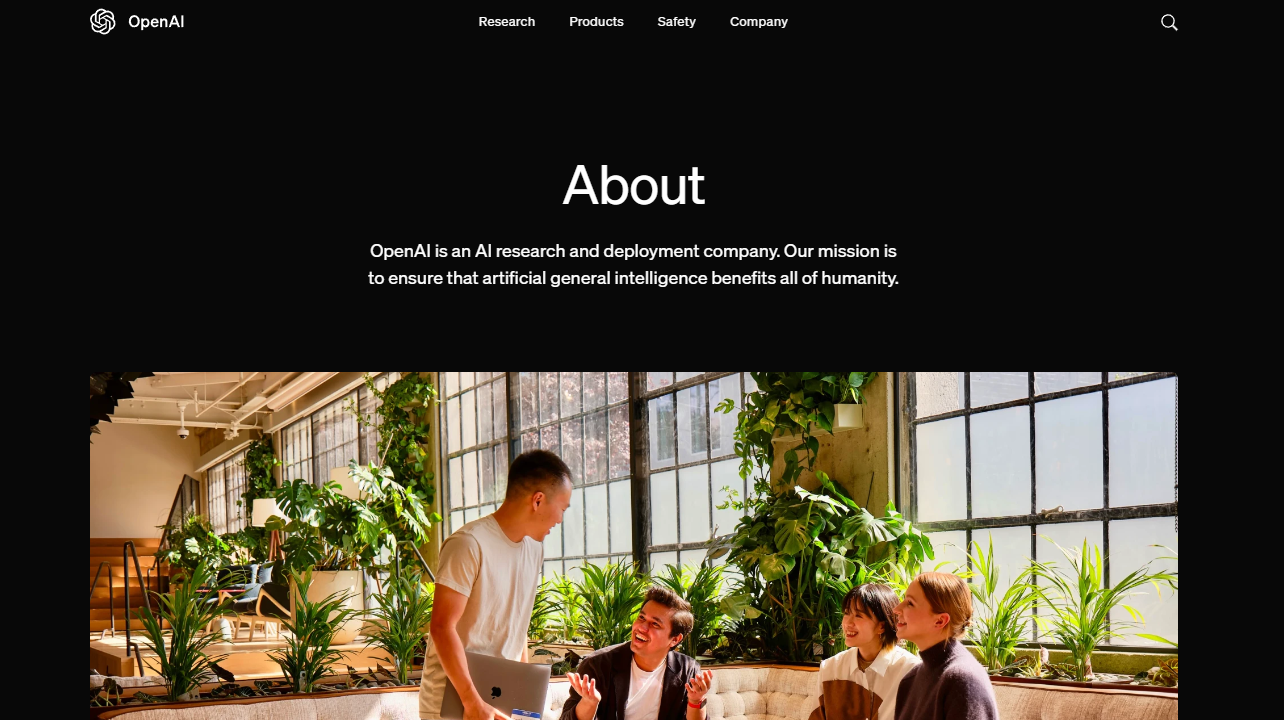 OpenAI
Research
Products
Safety
Company
About
OpenAI is an AI research and deployment company. Our mission is
to ensure that artificial general intelligence benefits all of humanity.